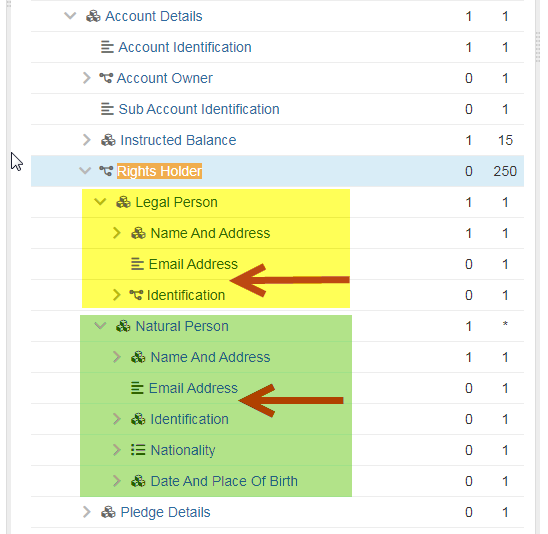 Account Details 1 1
Account Identification 1 1
Account Owner 0 1
Sub Account Identification 0 1
Instructed Balance 1 15
Rights Holder 0 250
Legal Person 1 1
Name And Address 1 1
Email Address 0 1
Identification 0 1
Natural Person 1 *
Name And Address 1 1
Email Address 0 1
Identification 0 1
Nationality 0 1
Date And Place Of Birth 0 1
Pledge Details 0 1